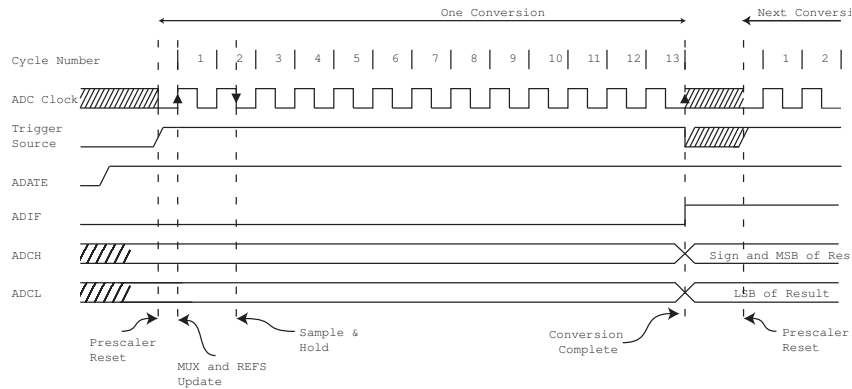 One Conversion
Next Conversi
Cycle Number 1 2 3 4 5 6 7 8 9 10 11 12 13 1 2
ADC Clock
Trigger
Source
ADATE
ADIF
ADCH
Sign and MSB of Res
ADCL
LSB of Result
Prescaler
Reset
MUX and REFS
Update
Sample &
Hold
Conversion
Complete
Prescaler
Reset